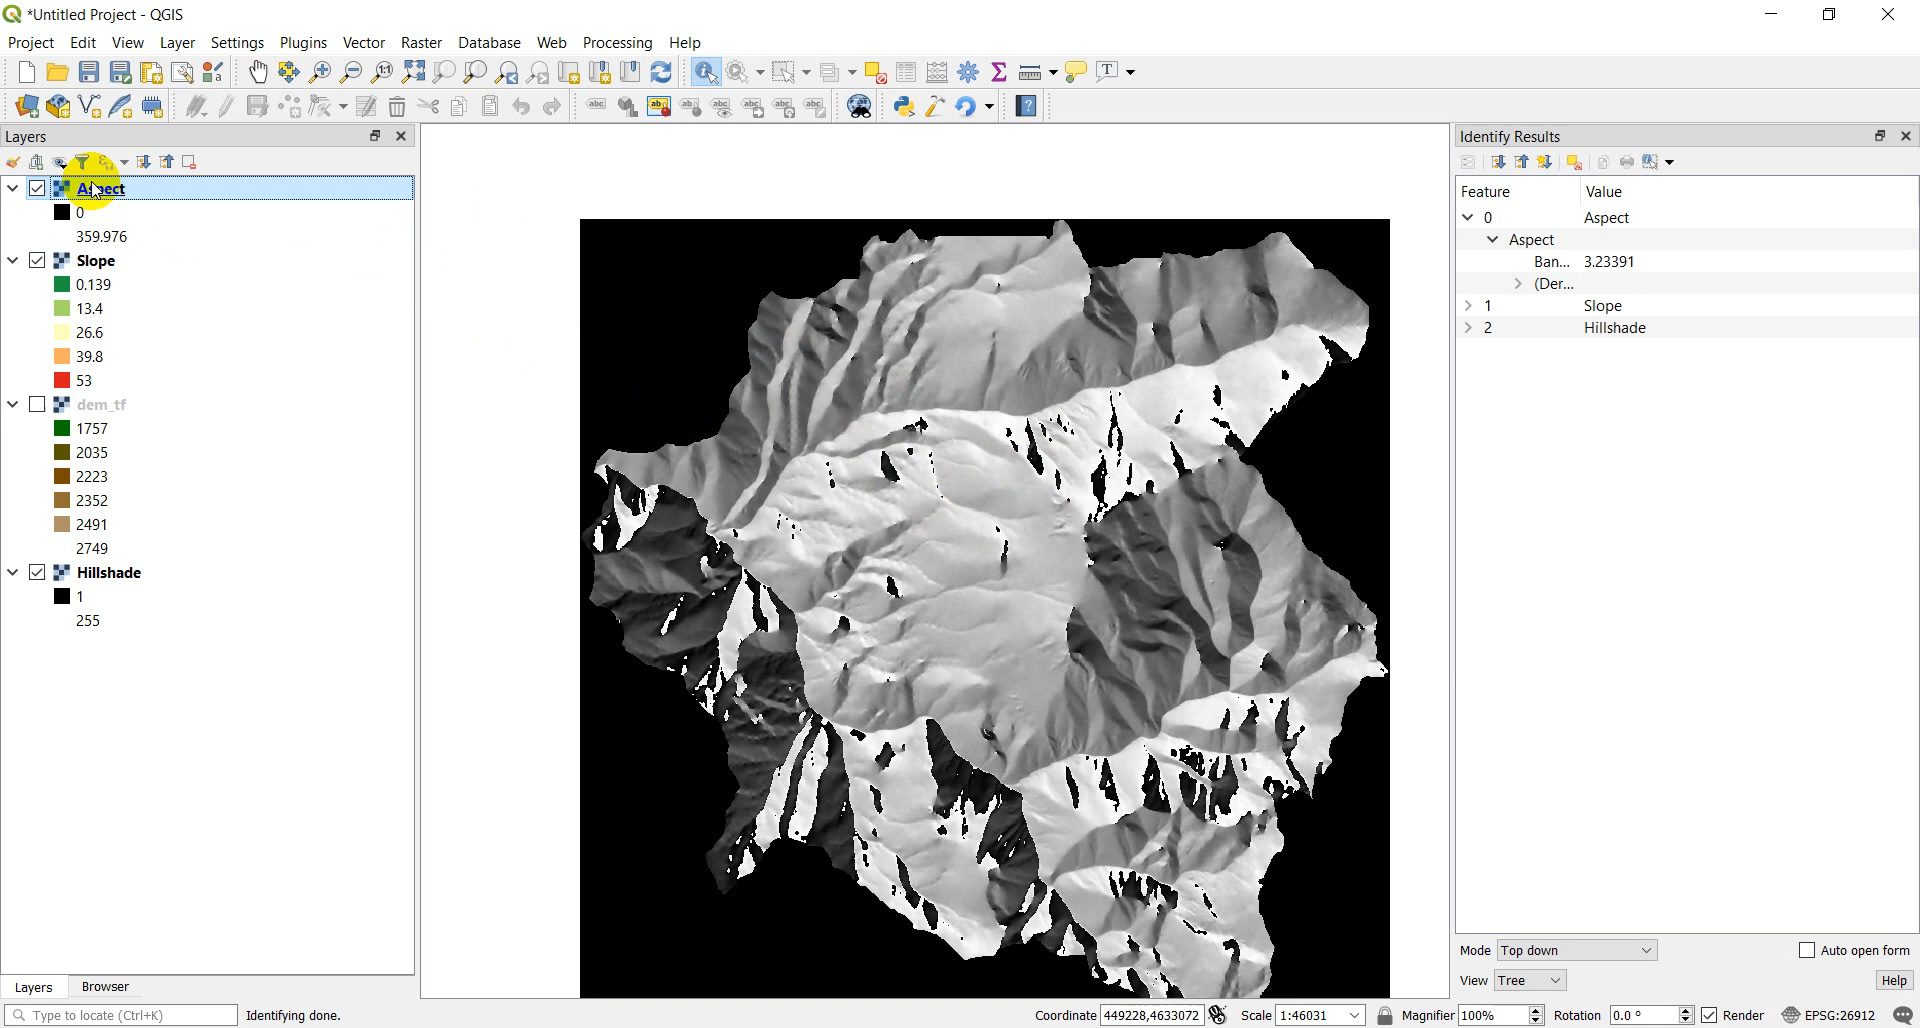 *Untitled Project - QGIS
Project Edit View Layer Settings Plugins Vector Raster Database Web Processing Help
Layers
Aspect
0
359.976
Slope
0.139
13.4
26.6
39.8
53
dem_tf
1757
2035
2223
2352
2491
2749
Hillshade
1
255
Layers Browser
Identify Results
Feature Value
0 Aspect
Aspect
Ban... 3.23391
(Der...
1 Slope
2 Hillshade
Mode Top down Auto open form
View Tree Help
Type to locate (Ctrl+K) Identifying done. Coordinate 449228,4633072 Scale 1:46031 Magnifier 100% Rotation 0.0 ° Render EPSG:26912